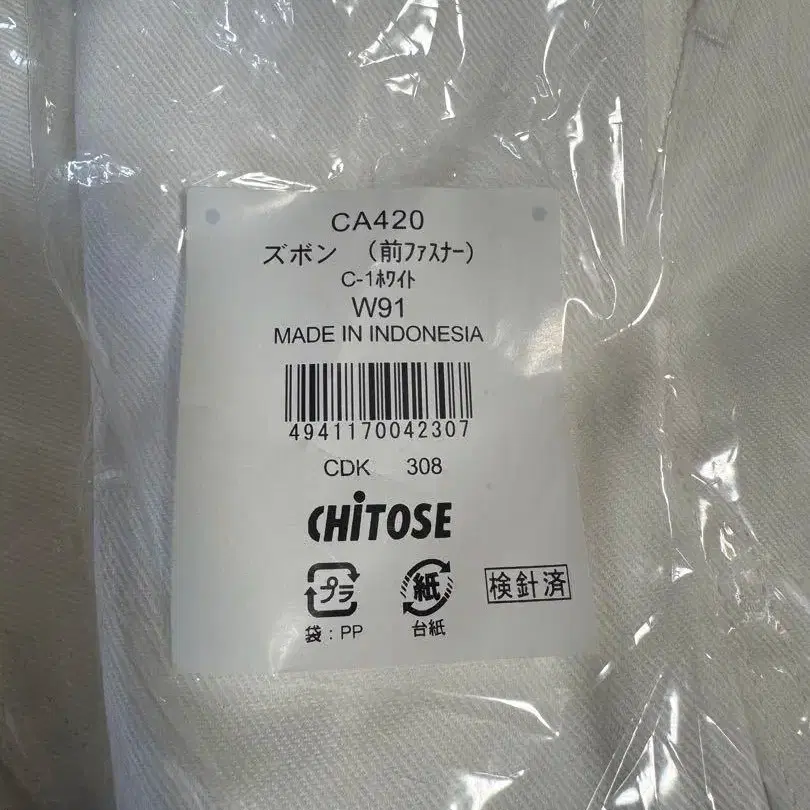 CA420
ズボン （前ﾌｧｽﾅｰ）
C-1ﾎﾜｲﾄ
W91
MADE IN INDONESIA
4941170042307
CDK 308
CHiTOSE
プラ 紙 検針済
袋：PP 台紙